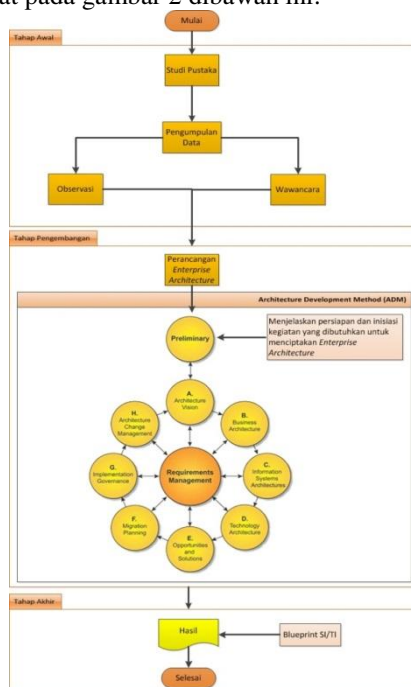 at pada gambar 2 dibawah ini.
Mulai
Tahap Awal
Studi Pustaka
Pengumpulan
Data
Observasi
Wawancara
Tahap Pengembangan
Perancangan
Enterprise
Architecture
Architecture Development Method (ADM)
Preliminary
Menjelaskan persiapan dan inisiasi
kegiatan yang dibutuhkan untuk
menciptakan Enterprise
Architecture
A.
Architecture
Vision
H.
Architecture
Change
Management
B.
Business
Architecture
G.
Implementation
Governance
Requirements
Management
C.
Information
Systems
Architectures
F.
Migration
Planning
D.
Technology
Architecture
E.
Opportunities
and
Solutions
Tahap Akhir
Hasil
Blueprint SI/TI
Selesai